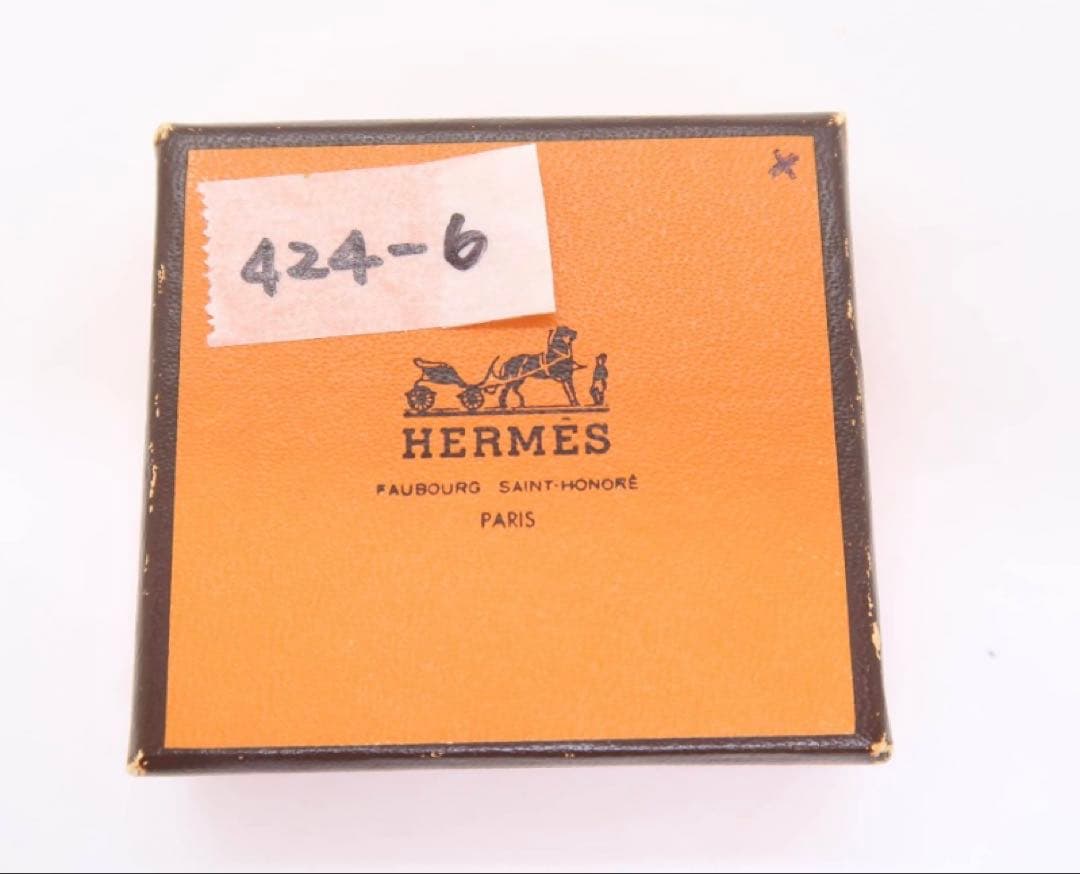 424-6
HERMÈS
FAUBOURG SAINT-HONORÉ
PARIS